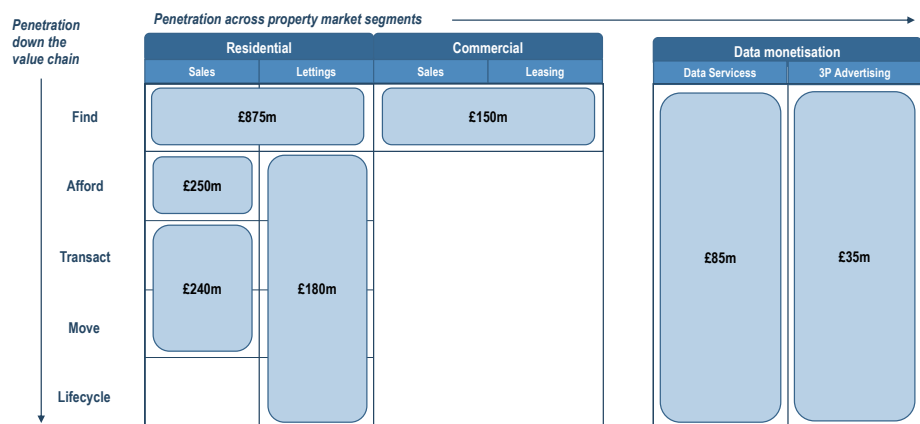 Penetration
down the
value chain
Penetration across property market segments
Residential
Commercial
Data monetisation
Sales
Lettings
Sales
Leasing
Data Servicess
3P Advertising
Find
£875m
£150m
Afford
£250m
Transact
£85m
£35m
£240m
£180m
Move
Lifecycle